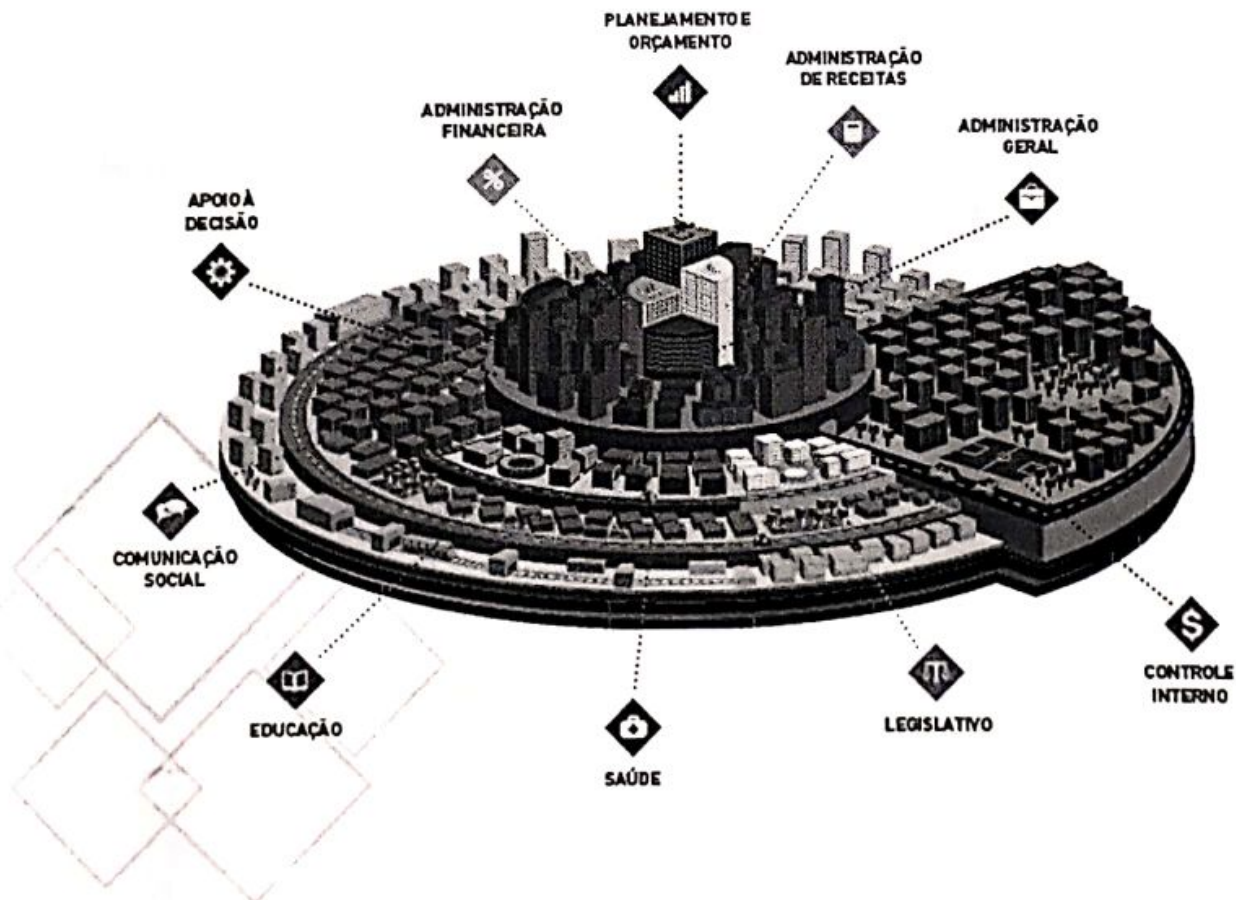 PLANEJAMENTO E
ORÇAMENTO
ADMINISTRAÇÃO
DE RECEITAS
ADMINISTRAÇÃO
FINANCEIRA
ADMINISTRAÇÃO
GERAL
APOIO À
DECISÃO
COMUNICAÇÃO
SOCIAL
EDUCAÇÃO
SAÚDE
LEGISLATIVO
CONTROLE
INTERNO